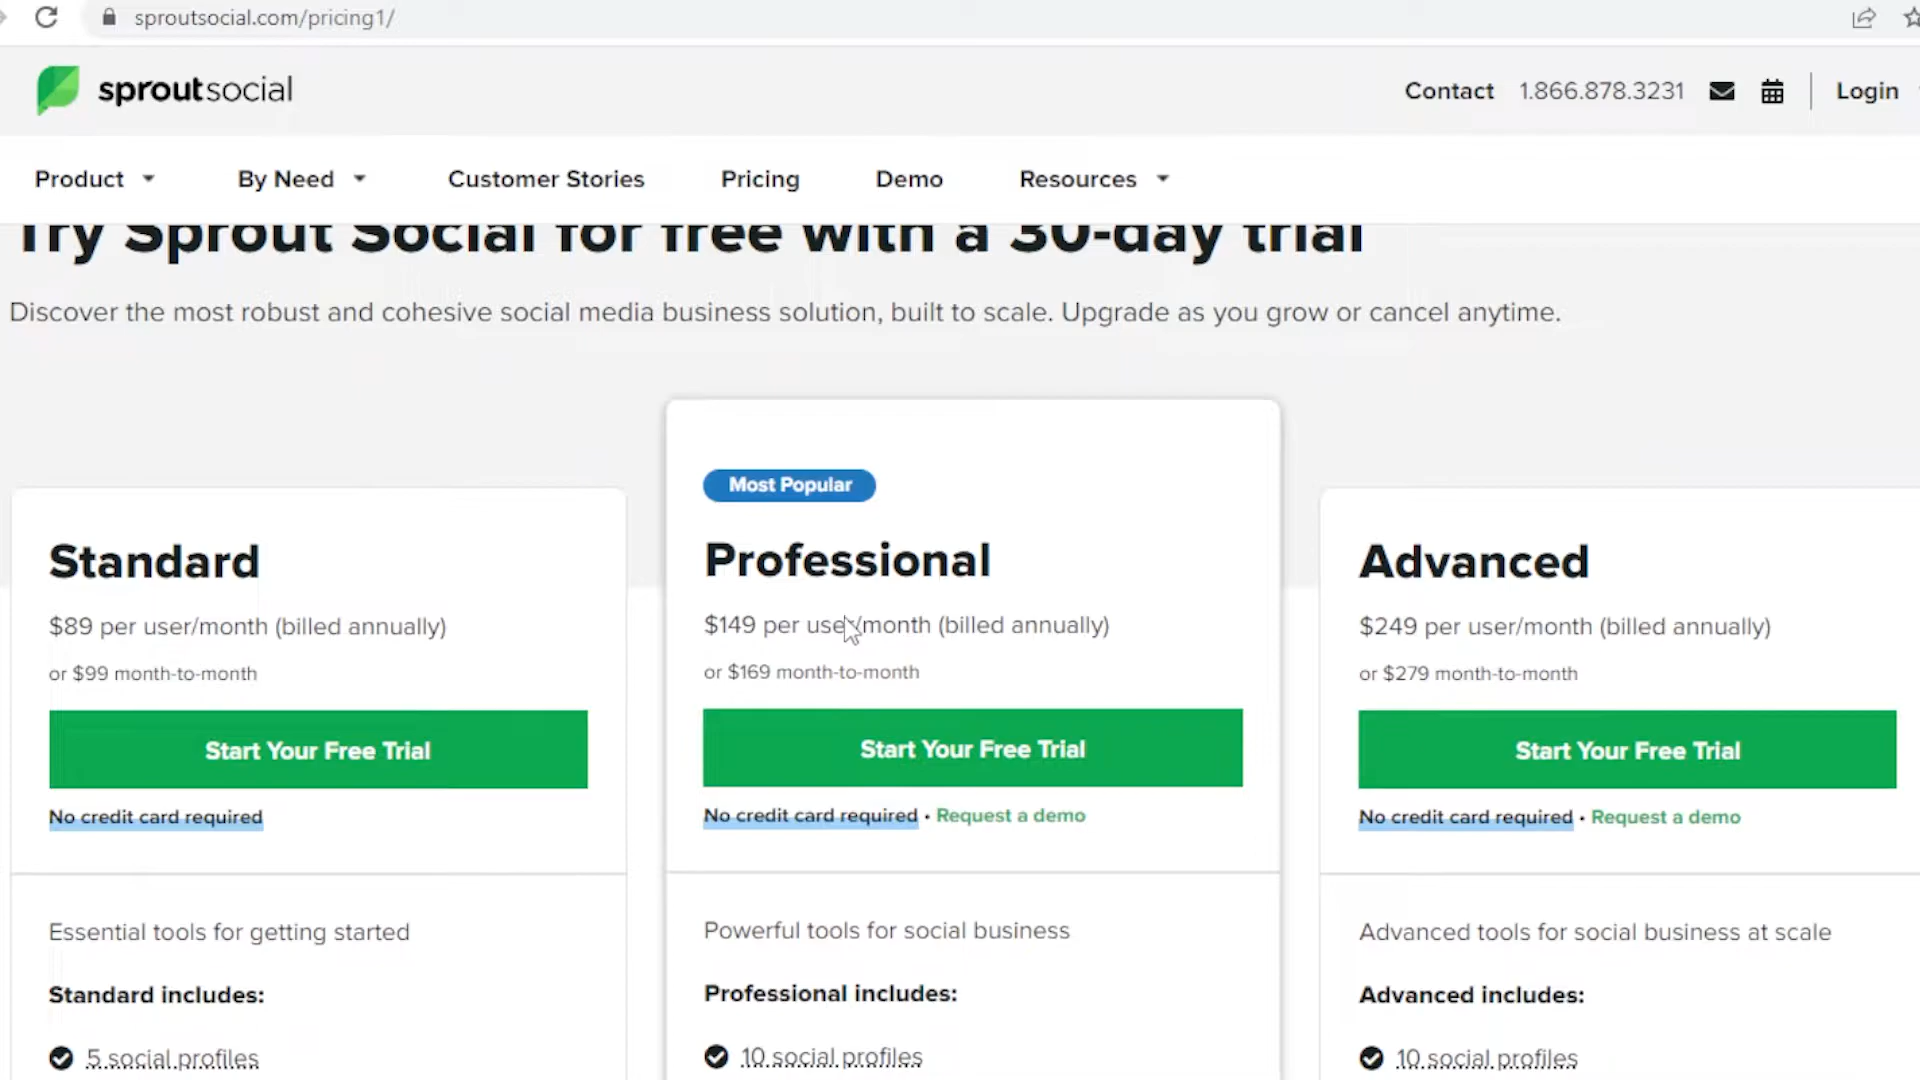 sproutsocial.com/pricing1/
sproutsocial
Contact 1.866.878.3231 Login
Product By Need Customer Stories Pricing Demo Resources
Try Sprout Social for free with a 30-day trial
Discover the most robust and cohesive social media business solution, built to scale. Upgrade as you grow or cancel anytime.
Standard
$89 per user/month (billed annually)
or $99 month-to-month
Start Your Free Trial
No credit card required
Essential tools for getting started
Standard includes:
5 social profiles
Most Popular
Professional
$149 per user/month (billed annually)
or $169 month-to-month
Start Your Free Trial
No credit card required • Request a demo
Powerful tools for social business
Professional includes:
10 social profiles
Advanced
$249 per user/month (billed annually)
or $279 month-to-month
Start Your Free Trial
No credit card required • Request a demo
Advanced tools for social business at scale
Advanced includes:
10 social profiles